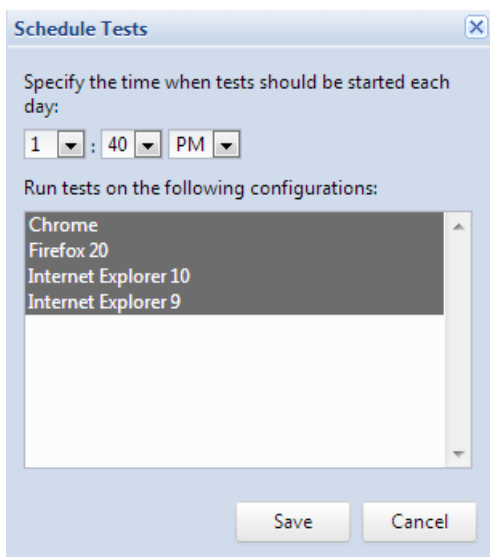 Schedule Tests
Specify the time when tests should be started each
day:
1 : 40 PM
Run tests on the following configurations:
Chrome
Firefox 20
Internet Explorer 10
Internet Explorer 9
Save Cancel